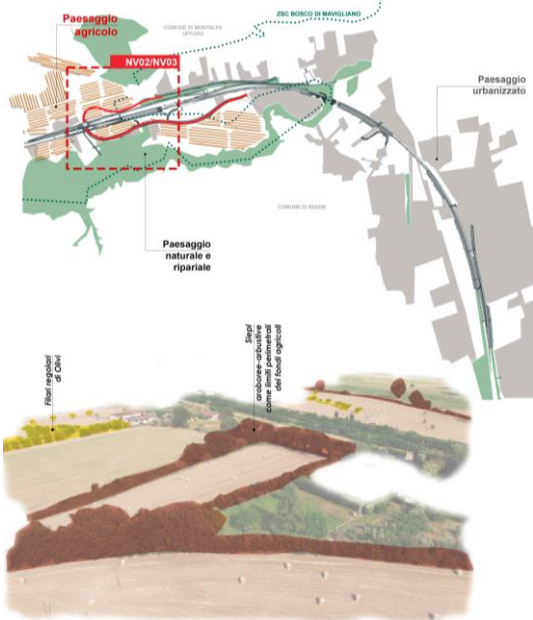 ZSC BOSCO DI MAVIGLIANO
Paesaggio
agricolo
COMUNE DI MONTALTO
UFFUGO
NV02/NV03
Paesaggio
urbanizzato
COMUNE DI RENDE
Paesaggio
naturale e
ripariale
Filari regolari
di Olivi
Siepi
aroboree-arbustive
come limiti perimetrali
dei fondi agricoli